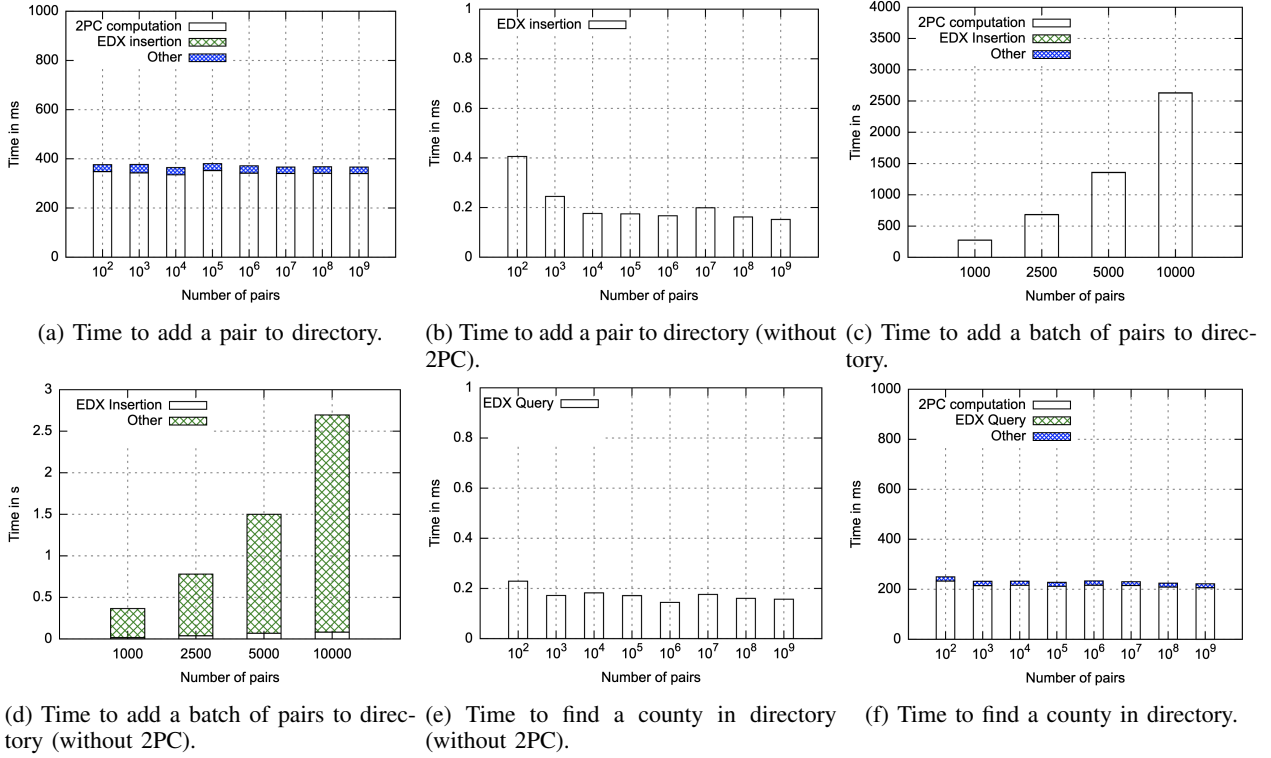 1000
800
600
400
200
0
Time in ms
2PC computation
EDX insertion
Other
10^2 10^3 10^4 10^5 10^6 10^7 10^8 10^9
Number of pairs
(a) Time to add a pair to directory.
1
0.8
0.6
0.4
0.2
0
Time in ms
EDX insertion
10^2 10^3 10^4 10^5 10^6 10^7 10^8 10^9
Number of pairs
(b) Time to add a pair to directory (without
2PC).
4000
3500
3000
2500
2000
1500
1000
500
0
Time in s
2PC computation
EDX Insertion
Other
1000 2500 5000 10000
Number of pairs
(c) Time to add a batch of pairs to direc-
tory.
3
2.5
2
1.5
1
0.5
0
Time in s
EDX Insertion
Other
1000 2500 5000 10000
Number of pairs
(d) Time to add a batch of pairs to direc-
tory (without 2PC).
1
0.8
0.6
0.4
0.2
0
Time in ms
EDX Query
10^2 10^3 10^4 10^5 10^6 10^7 10^8 10^9
Number of pairs
(e) Time to find a county in directory
(without 2PC).
1000
800
600
400
200
0
Time in ms
2PC computation
EDX Query
Other
10^2 10^3 10^4 10^5 10^6 10^7 10^8 10^9
Number of pairs
(f) Time to find a county in directory.